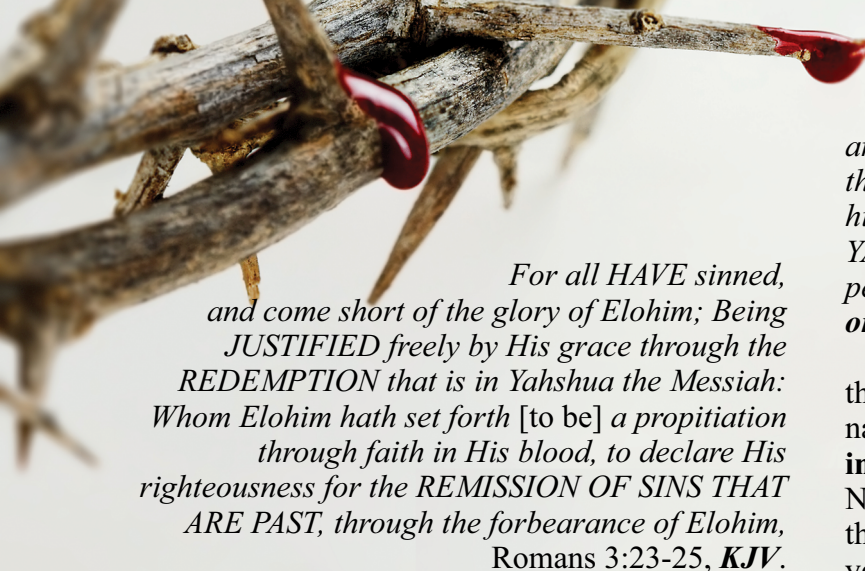 For all HAVE sinned,
and come short of the glory of Elohim; Being
JUSTIFIED freely by His grace through the
REDEMPTION that is in Yahshua the Messiah:
Whom Elohim hath set forth [to be] a propitiation
through faith in His blood, to declare His
righteousness for the REMISSION OF SINS THAT
ARE PAST, through the forbearance of Elohim,
Romans 3:23-25, KJV.